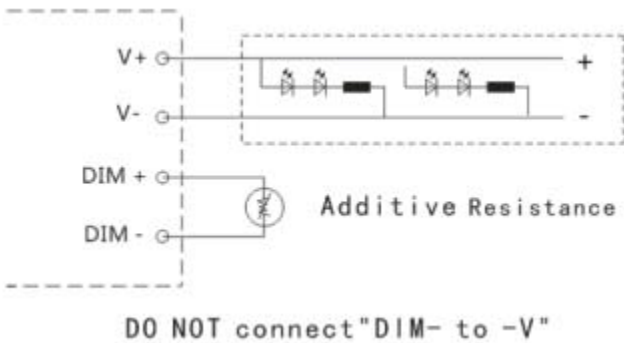 V+
+
V-
-
DIM +
Additive Resistance
DIM -
DO NOT connect"DIM- to -V"